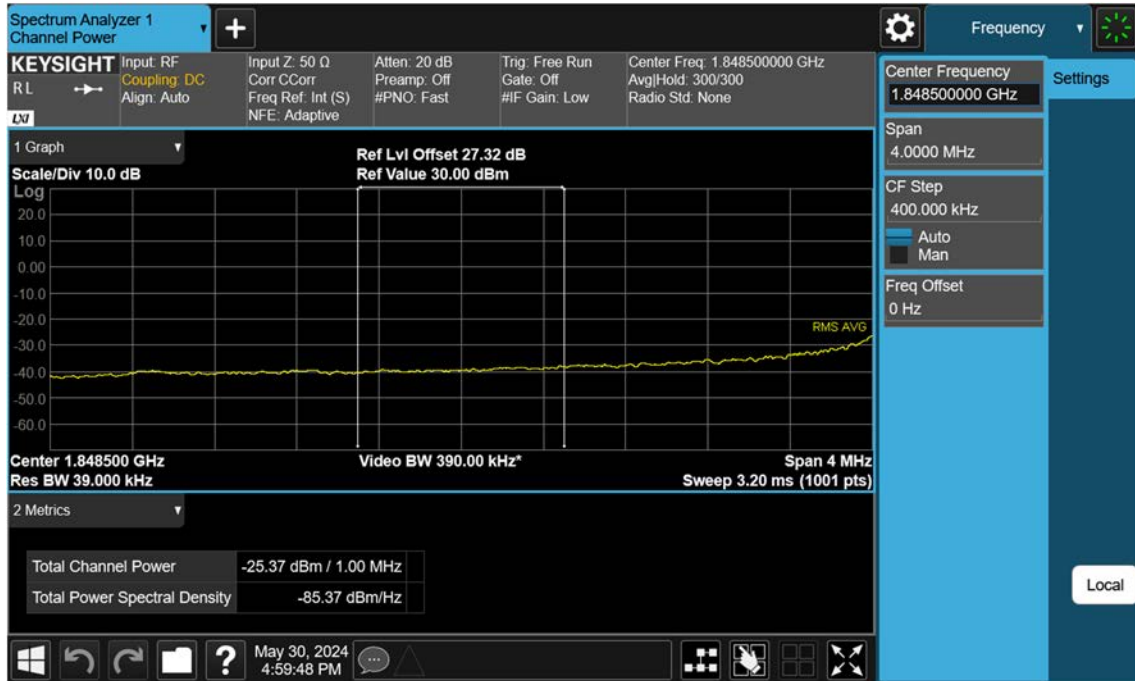 Spectrum Analyzer 1
Channel Power
+
Frequency
KEYSIGHT
R L
LXI
Input: RF
Coupling: DC
Align: Auto
Input Z: 50 Ω
Corr CCorr
Freq Ref: Int (S)
NFE: Adaptive
Atten: 20 dB
Preamp: Off
#PNO: Fast
Trig: Free Run
Gate: Off
#IF Gain: Low
Center Freq: 1.848500000 GHz
Avg|Hold: 300/300
Radio Std: None
Center Frequency
1.848500000 GHz
Settings
Span
4.0000 MHz
CF Step
400.000 kHz
Auto
Man
Freq Offset
0 Hz
1 Graph
Ref Lvl Offset 27.32 dB
Scale/Div 10.0 dB
Ref Value 30.00 dBm
Log
20.0
10.0
0.00
-10.0
-20.0
RMS AVG
-30.0
-40.0
-50.0
-60.0
Center 1.848500 GHz
Video BW 390.00 kHz*
Span 4 MHz
Res BW 39.000 kHz
Sweep 3.20 ms (1001 pts)
2 Metrics
Total Channel Power -25.37 dBm / 1.00 MHz
Total Power Spectral Density -85.37 dBm/Hz
Local
?
May 30, 2024
4:59:48 PM